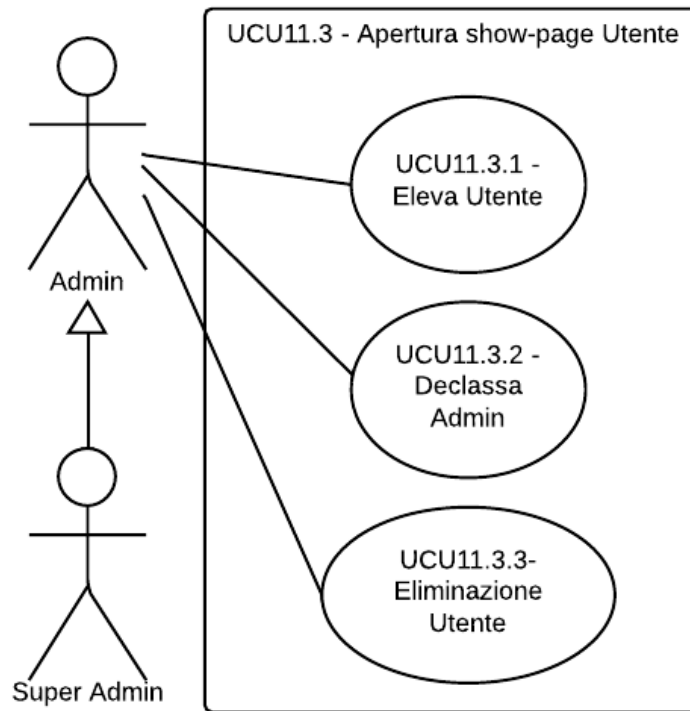 UCU11.3 - Apertura show-page Utente
UCU11.3.1 -
Eleva Utente
Admin
UCU11.3.2 -
Declassa
Admin
UCU11.3.3-
Eliminazione
Utente
Super Admin